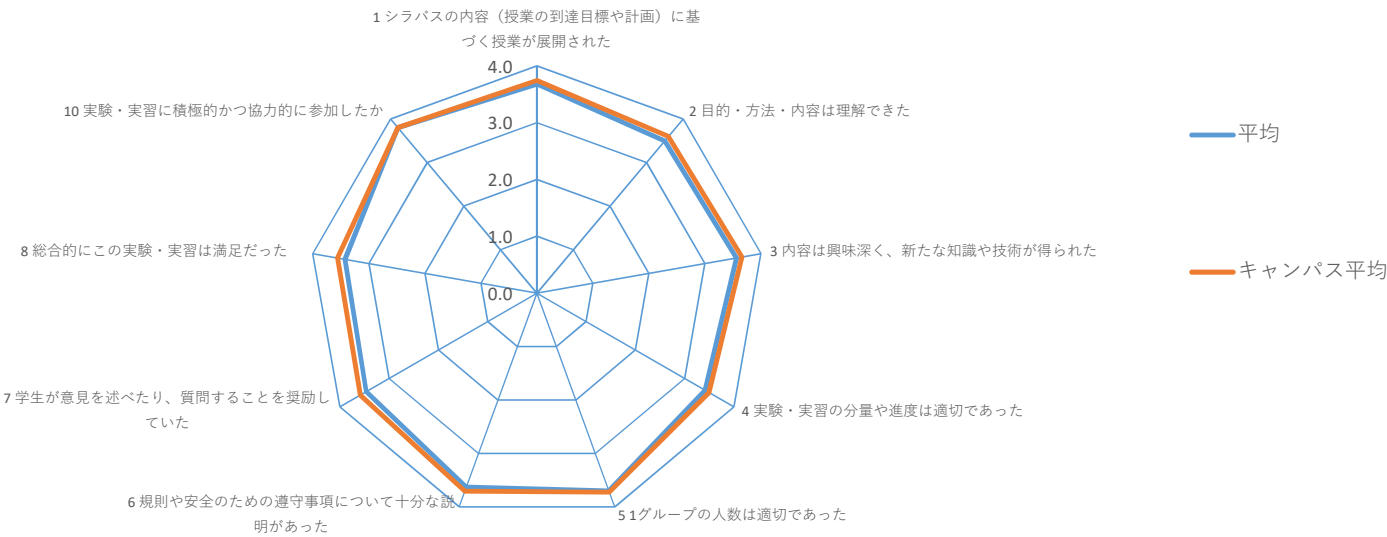 1 シラバスの内容（授業の到達目標や計画）に基
づく授業が展開された
4.0
3.0
2.0
1.0
0.0
2 目的・方法・内容は理解できた
3 内容は興味深く、新たな知識や技術が得られた
4 実験・実習の分量や進度は適切であった
5 1グループの人数は適切であった
6 規則や安全のための遵守事項について十分な説
明があった
7 学生が意見を述べたり、質問することを奨励し
ていた
8 総合的にこの実験・実習は満足だった
10 実験・実習に積極的かつ協力的に参加したか
平均
キャンパス平均